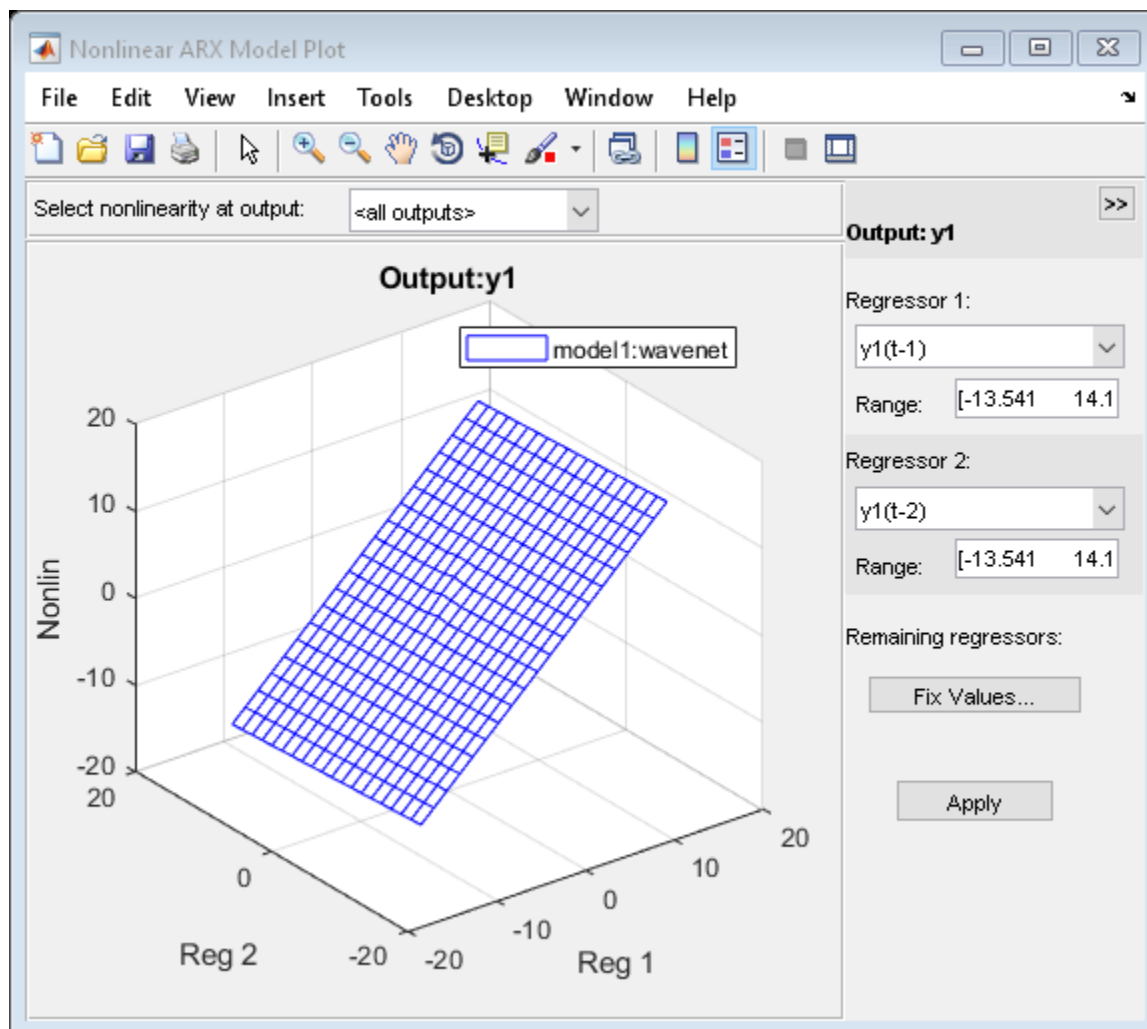 Nonlinear ARX Model Plot
File Edit View Insert Tools Desktop Window Help
Select nonlinearity at output: <all outputs>
>>
Output: y1
Output:y1
model1:wavenet
Regressor 1:
y1(t-1)
Range: [-13.541 14.1
Regressor 2:
y1(t-2)
Range: [-13.541 14.1
Remaining regressors:
Fix Values...
Apply
Nonlin
20
10
0
-10
-20
20
0
-20
Reg 2
-20
-10
0
10
20
Reg 1